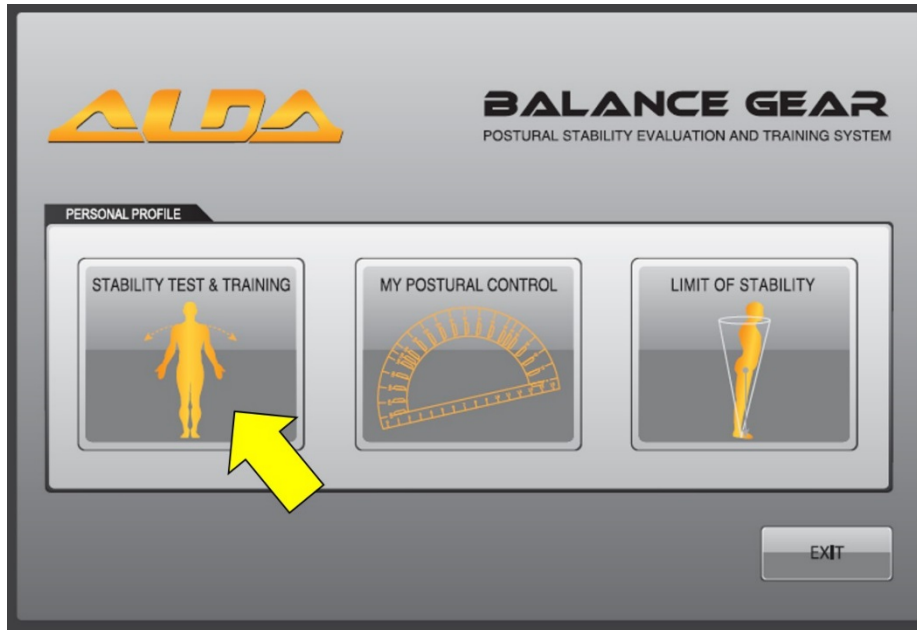 ALDA
BALANCE GEAR
POSTURAL STABILITY EVALUATION AND TRAINING SYSTEM
PERSONAL PROFILE
STABILITY TEST & TRAINING
MY POSTURAL CONTROL
LIMIT OF STABILITY
EXIT